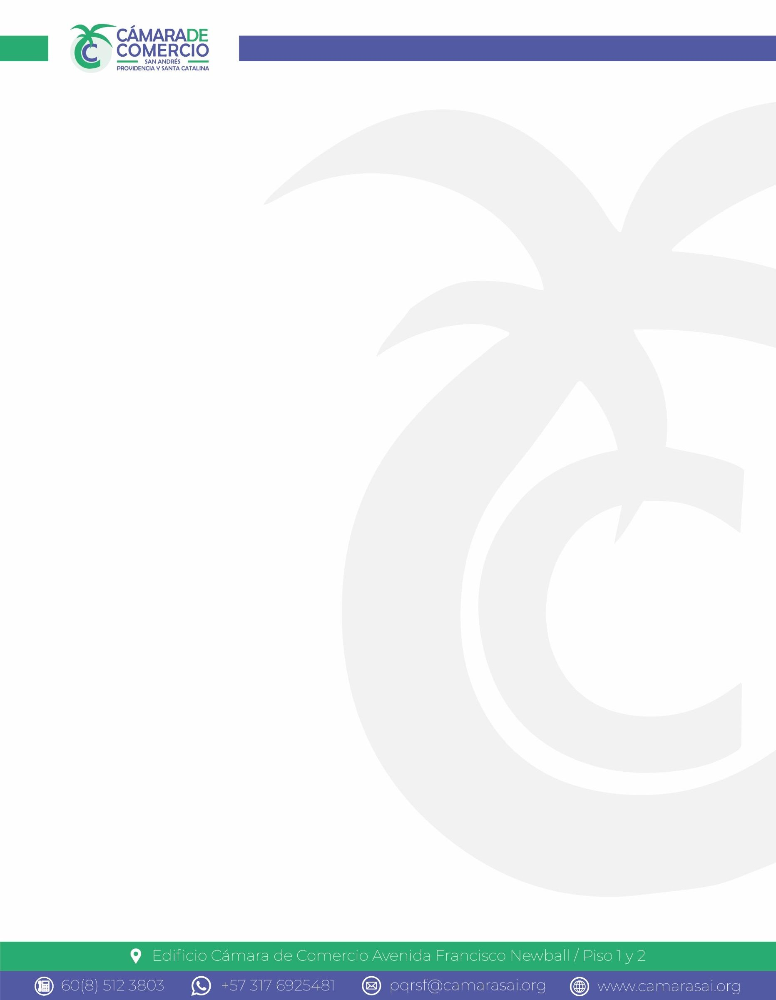 CÁMARADE
COMERCIO
SAN ANDRÉS
PROVIDENCIA Y SANTA CATALINA
Edificio Cámara de Comercio Avenida Francisco Newball / Piso 1 y 2
60(8) 512 3803 +57 317 6925481 pqrsf@camarasai.org www.camarasai.org